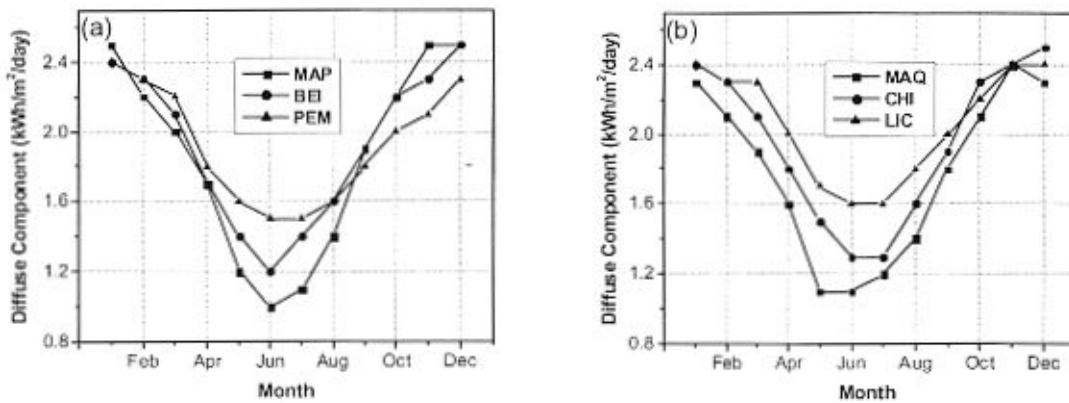 (a)
MAP
BEI
PEM
Diffuse Component (kWh/m²/day)
2.4
2.0
1.6
1.2
0.8
Feb Apr Jun Aug Oct Dec
Month
(b)
MAQ
CHI
LIC
Diffuse Component (kWh/m²/day)
2.4
2.0
1.6
1.2
0.8
Feb Apr Jun Aug Oct Dec
Month